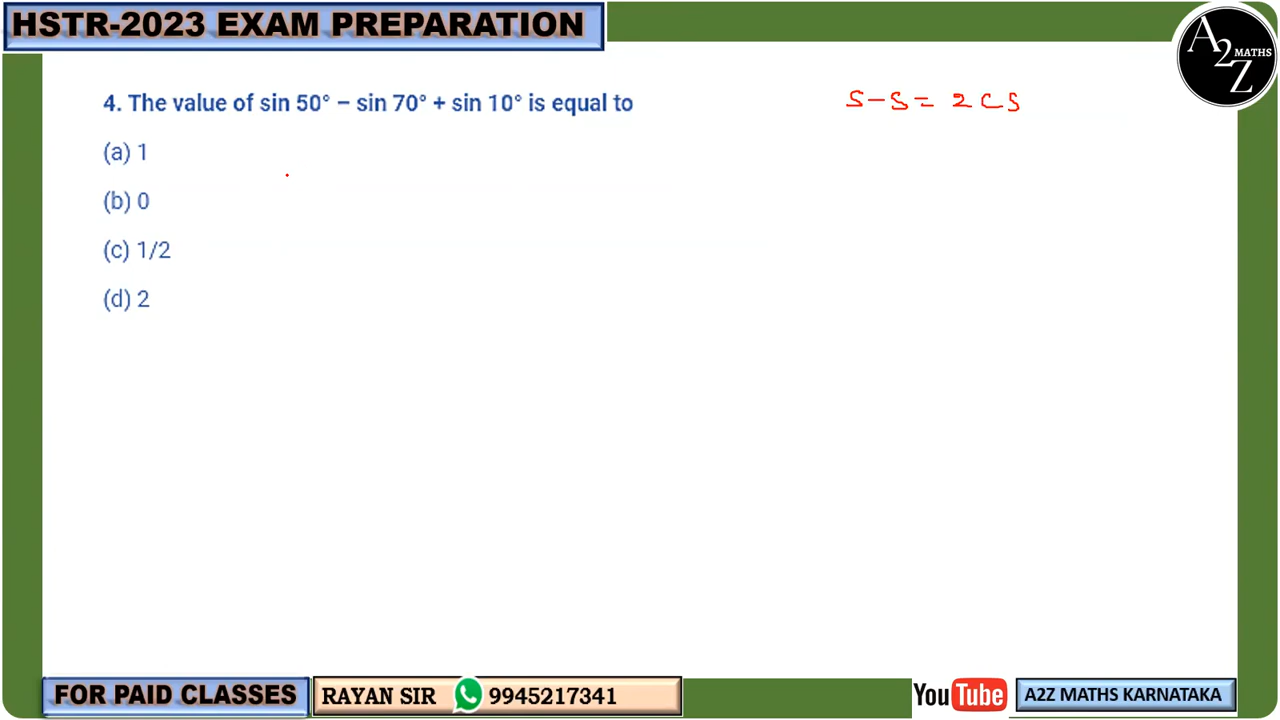 HSTR-2023 EXAM PREPARATION
A2Z MATHS
4. The value of sin 50° – sin 70° + sin 10° is equal to
S-S = 2CS
(a) 1
(b) 0
(c) 1/2
(d) 2
FOR PAID CLASSES
RAYAN SIR 9945217341
YouTube
A2Z MATHS KARNATAKA